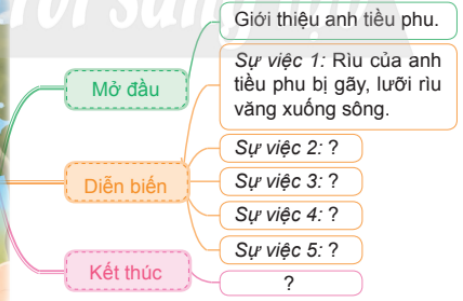 Giới thiệu anh tiều phu.
Mở đầu
Sự việc 1: Rìu của anh
tiều phu bị gãy, lưỡi rìu
văng xuống sông.
Diễn biến
Sự việc 2: ?
Sự việc 3: ?
Sự việc 4: ?
Sự việc 5: ?
Kết thúc
?